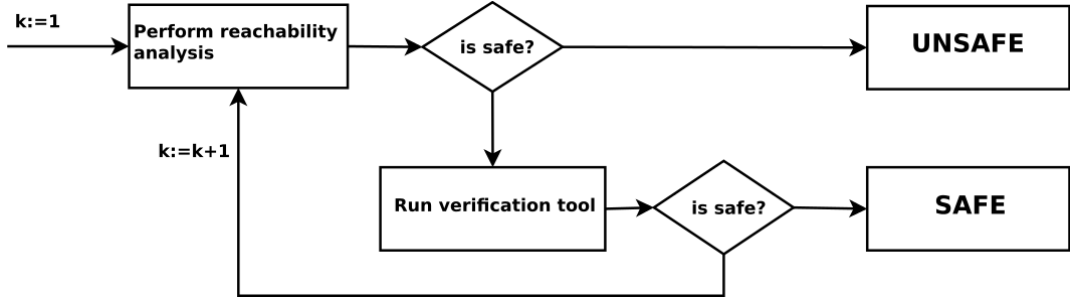 k:=1
Perform reachability
analysis
is safe?
UNSAFE
k:=k+1
Run verification tool
is safe?
SAFE